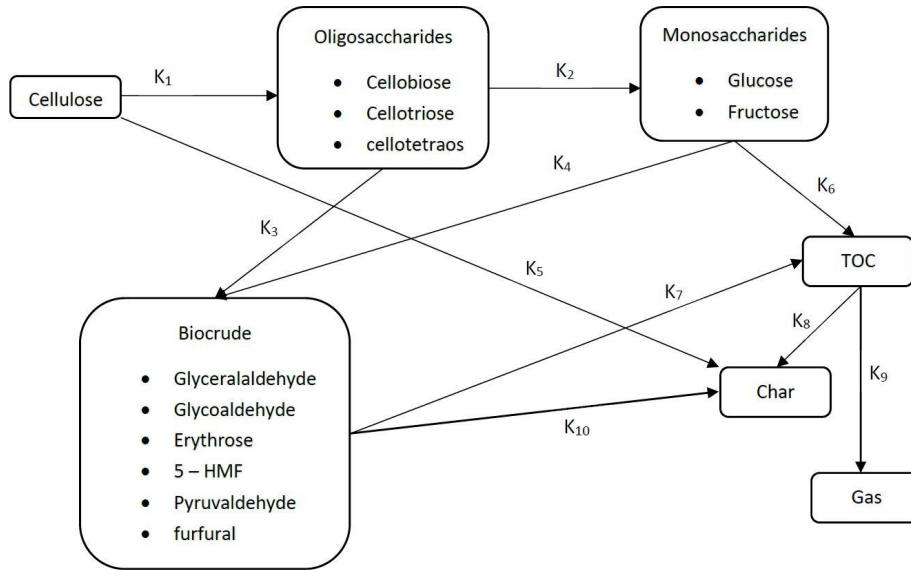 Oligosaccharides
• Cellobiose
• Cellotriose
• cellotetraos
Monosaccharides
• Glucose
• Fructose
Cellulose
K₁
K₂
K₃
K₄
K₅
K₆
K₇
K₈
K₉
K₁₀
TOC
Char
Gas
Biocrude
• Glyceralaldehyde
• Glycoaldehyde
• Erythrose
• 5 – HMF
• Pyruvaldehyde
• furfural